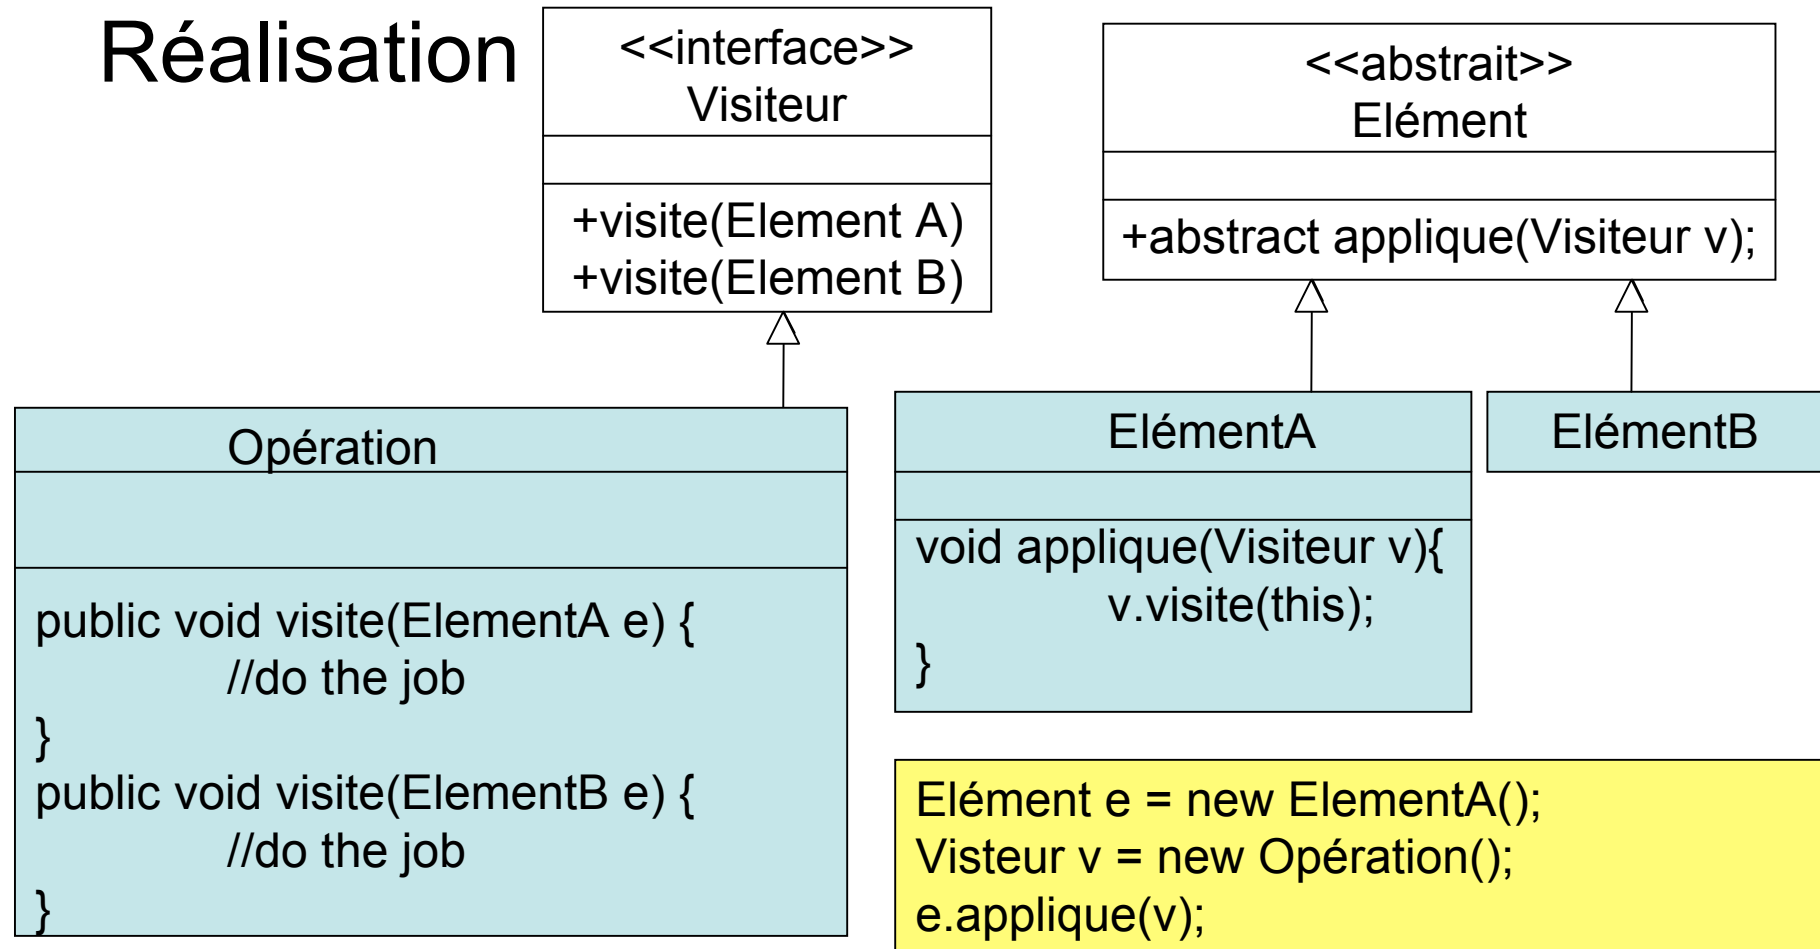 Réalisation
<<interface>>
Visiteur
+visite(Element A)
+visite(Element B)
<<abstrait>>
Elément
+abstract applique(Visiteur v);
Opération
public void visite(ElementA e) {
//do the job
}
public void visite(ElementB e) {
//do the job
}
ElémentA
void applique(Visiteur v){
v.visite(this);
}
ElémentB
Elément e = new ElementA();
Visteur v = new Opération();
e.applique(v);